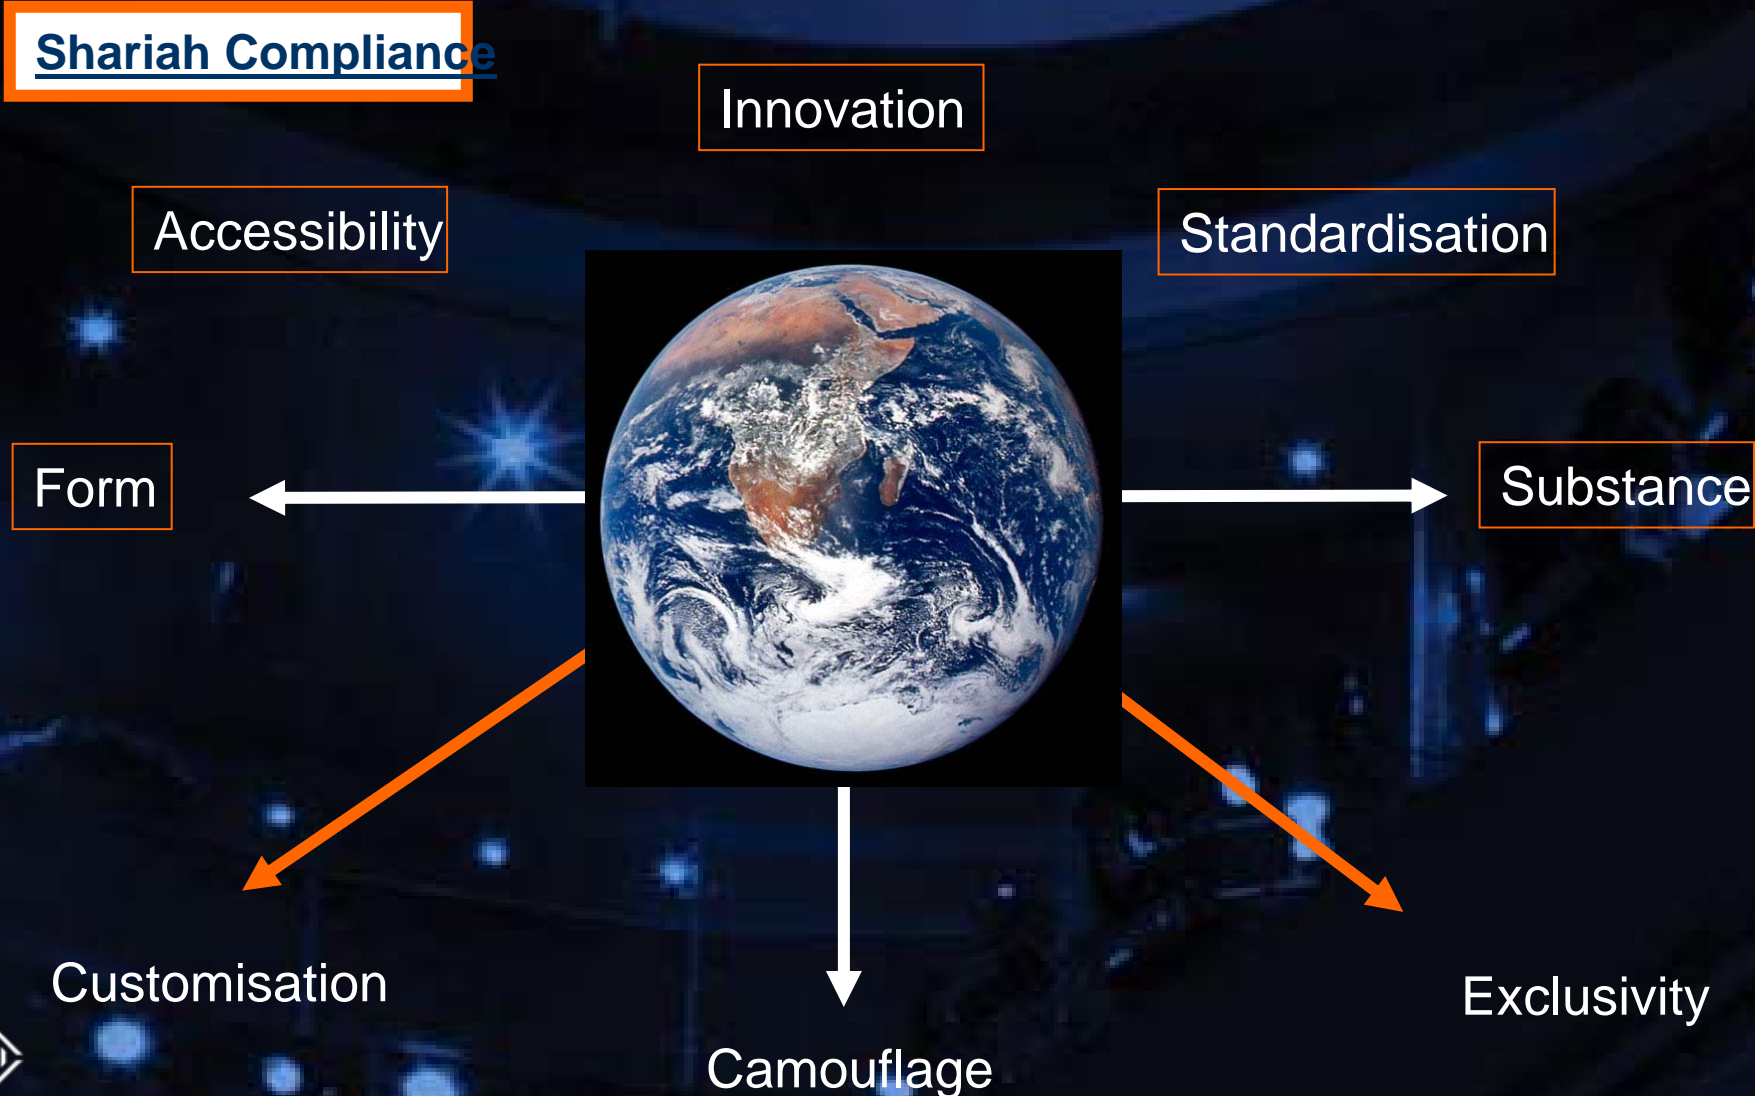 Shariah Compliance
Innovation
Accessibility
Standardisation
Form
Substance
Customisation
Exclusivity
Camouflage